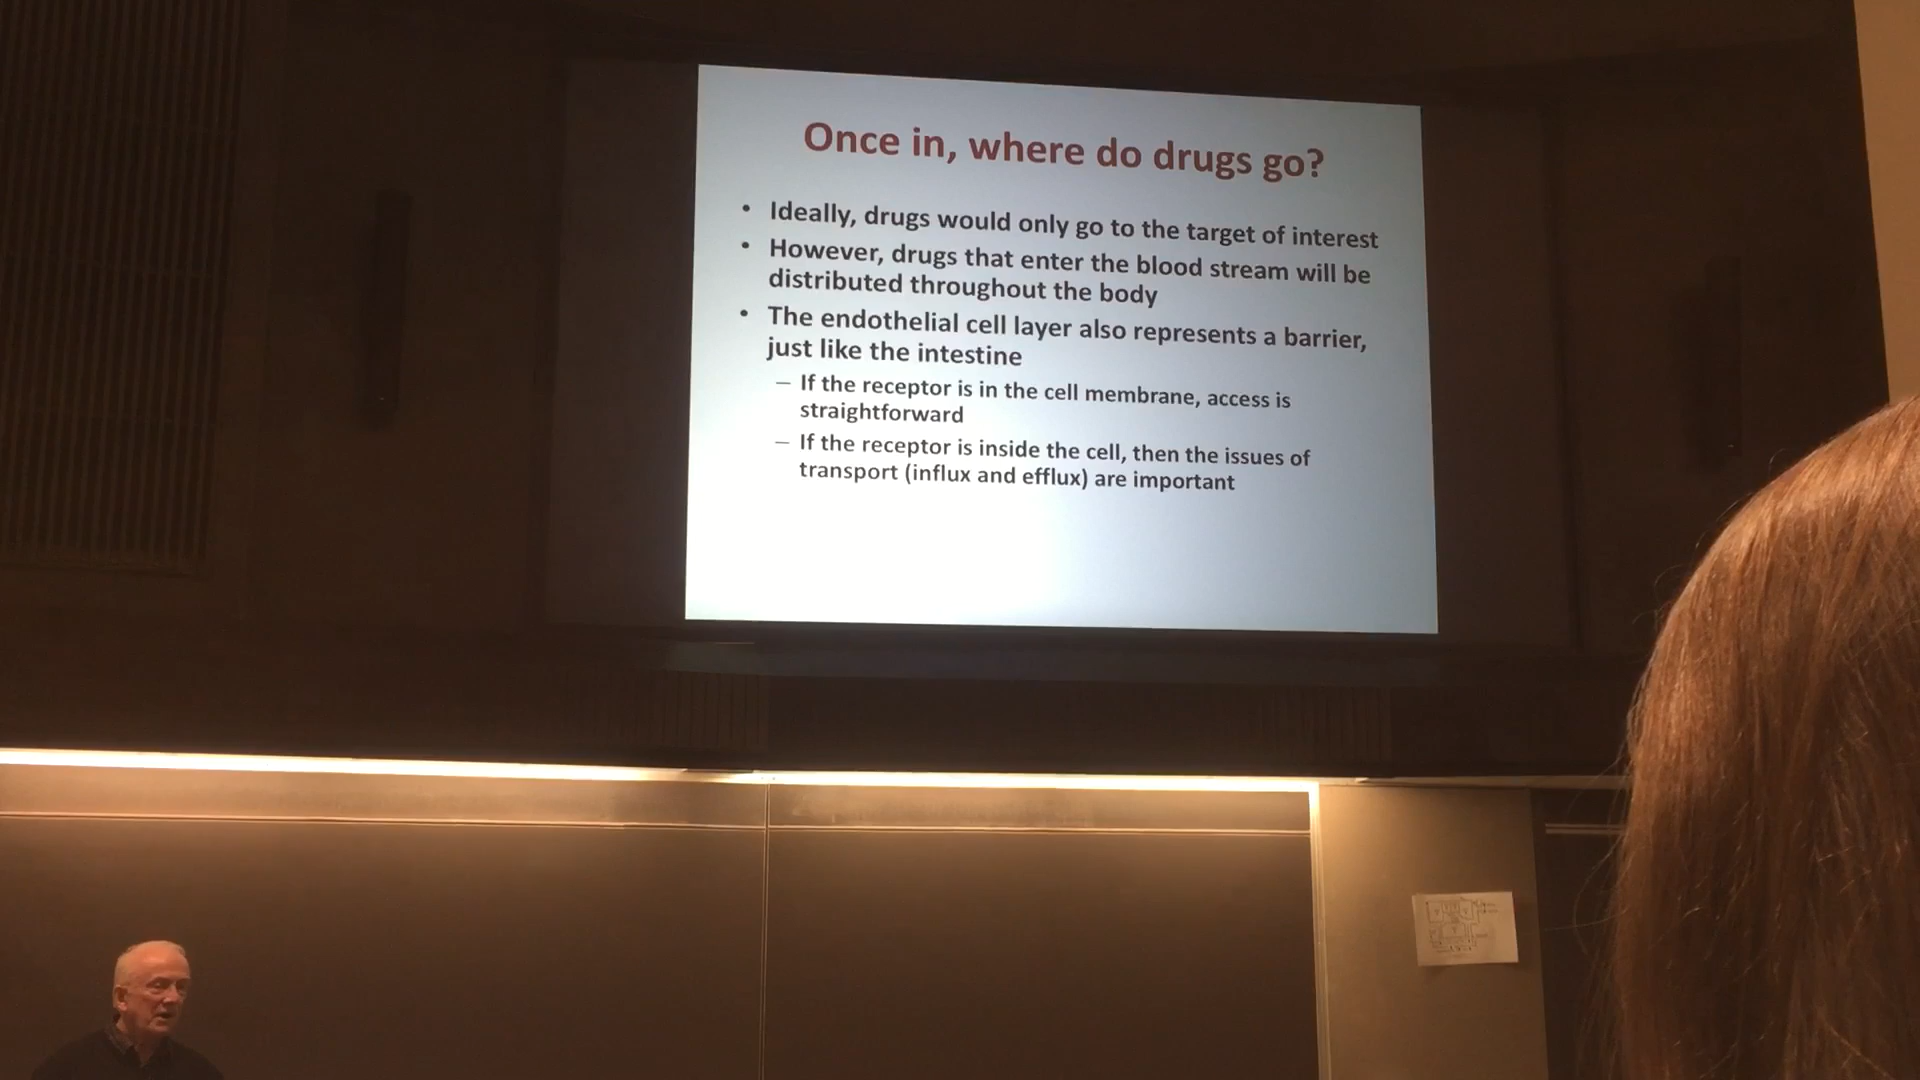 Once in, where do drugs go?
• Ideally, drugs would only go to the target of interest
• However, drugs that enter the blood stream will be
distributed throughout the body
• The endothelial cell layer also represents a barrier,
just like the intestine
– If the receptor is in the cell membrane, access is
straightforward
– If the receptor is inside the cell, then the issues of
transport (influx and efflux) are important